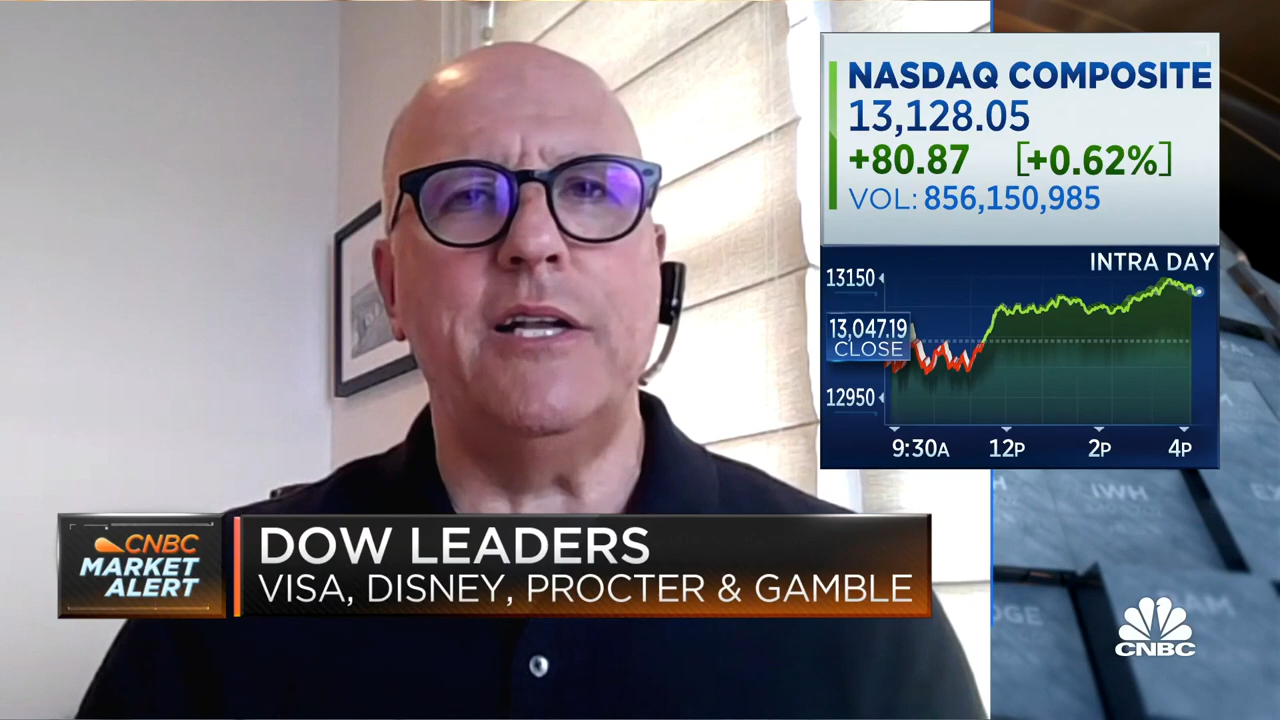 NASDAQ COMPOSITE
13,128.05
+80.87 [+0.62%]
VOL: 856,150,985
INTRA DAY
13150
13,047.19
CLOSE
12950
9:30A 12P 2P 4P
DOW LEADERS
VISA, DISNEY, PROCTER & GAMBLE
CNBC
MARKET
ALERT
IWH
CNBC